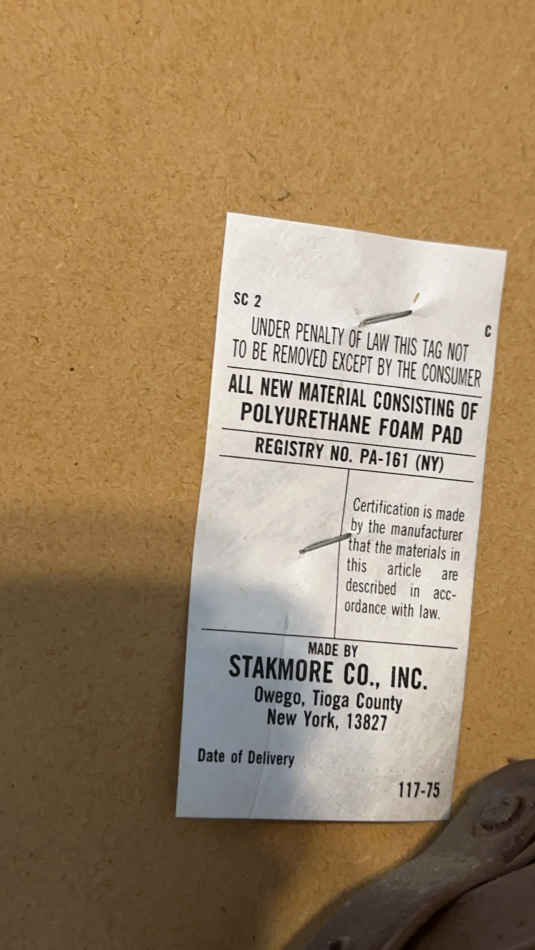 SC 2
C
UNDER PENALTY OF LAW THIS TAG NOT
TO BE REMOVED EXCEPT BY THE CONSUMER
ALL NEW MATERIAL CONSISTING OF
POLYURETHANE FOAM PAD
REGISTRY NO. PA-161 (NY)
Certification is made
by the manufacturer
that the materials in
this article are
described in acc-
ordance with law.
MADE BY
STAKMORE CO., INC.
Owego, Tioga County
New York, 13827
Date of Delivery
117-75